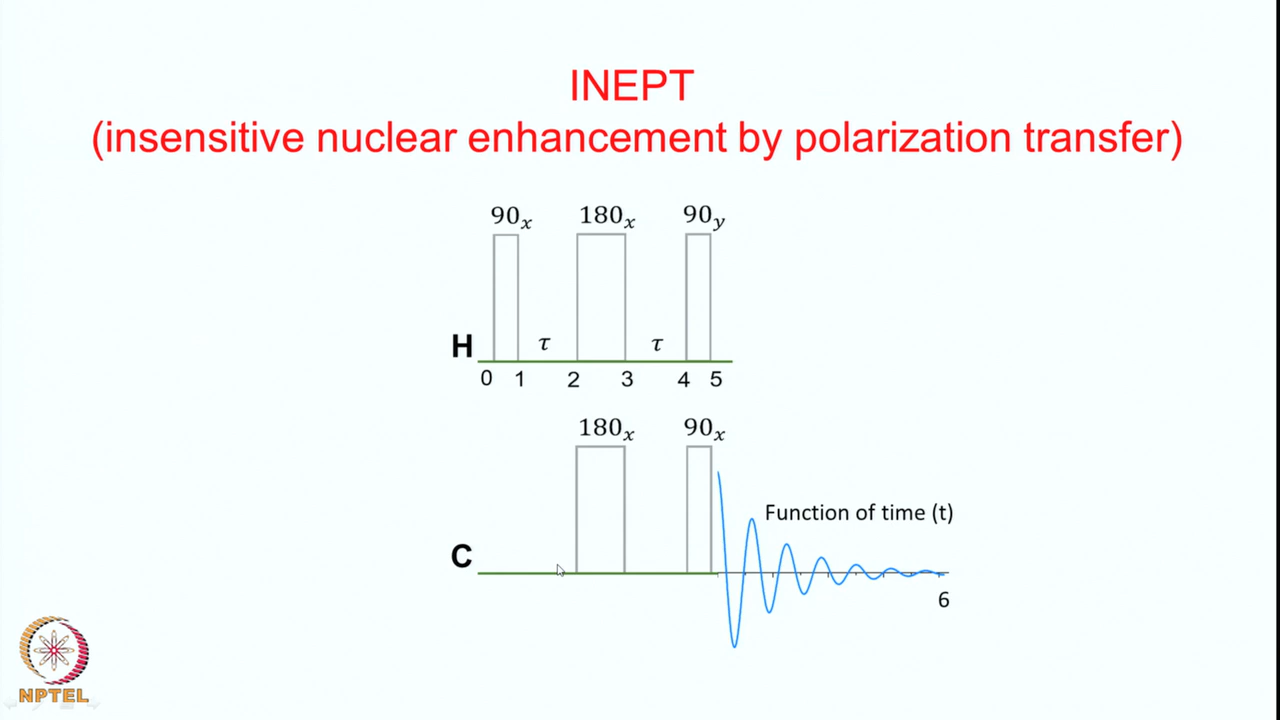 INEPT
(insensitive nuclear enhancement by polarization transfer)
90x 180x 90y
H τ τ
0 1 2 3 4 5
180x 90x
Function of time (t)
C
6
NPTEL